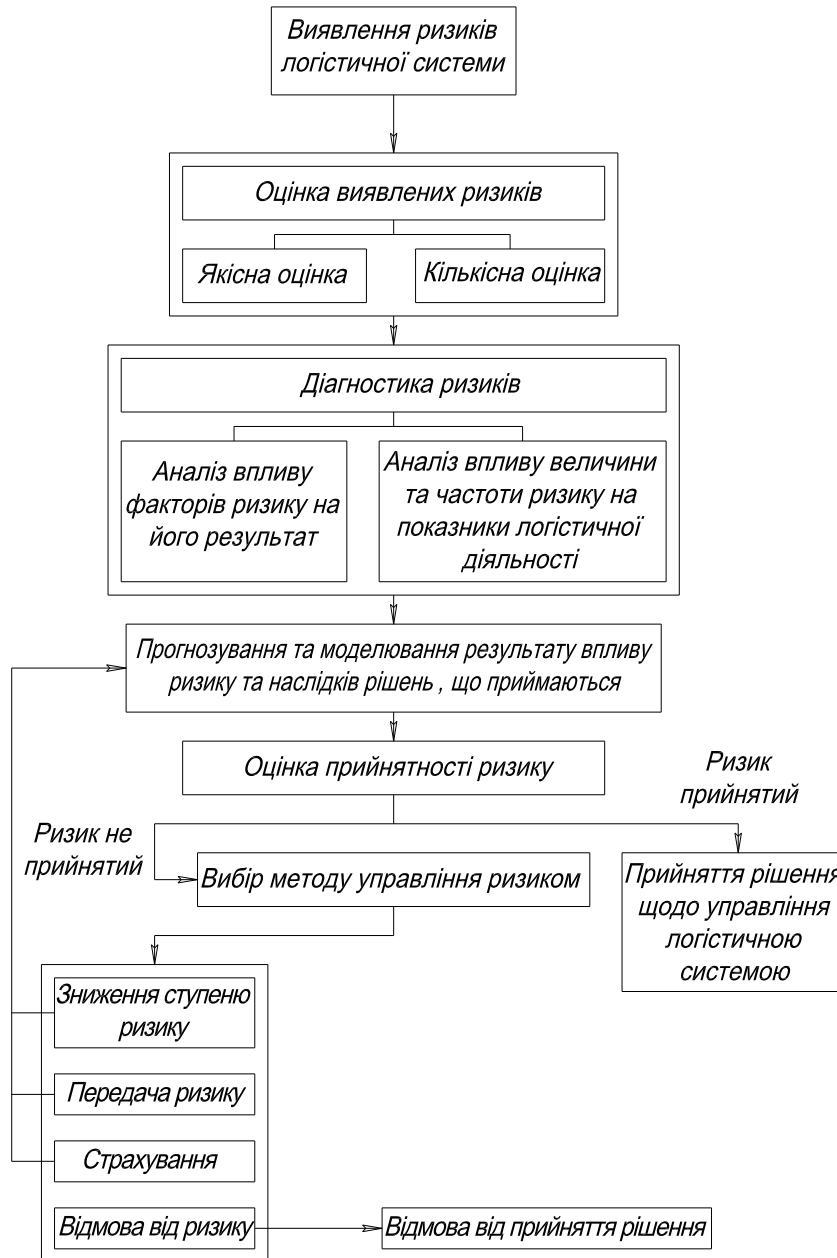 Виявлення ризиків
логістичної системи
Оцінка виявлених ризиків
Якісна оцінка
Кількісна оцінка
Діагностика ризиків
Аналіз впливу
факторів ризику на
його результат
Аналіз впливу величини
та частоти ризику на
показники логістичної
діяльності
Прогнозування та моделювання результату впливу
ризику та наслідків рішень , що приймаються
Оцінка прийнятності ризику
Ризик
прийнятий
Ризик не
прийнятий
Вибір методу управління ризиком
Прийняття рішення
щодо управління
логістичною
системою
Зниження ступеню
ризику
Передача ризику
Страхування
Відмова від ризику
Відмова від прийняття рішення